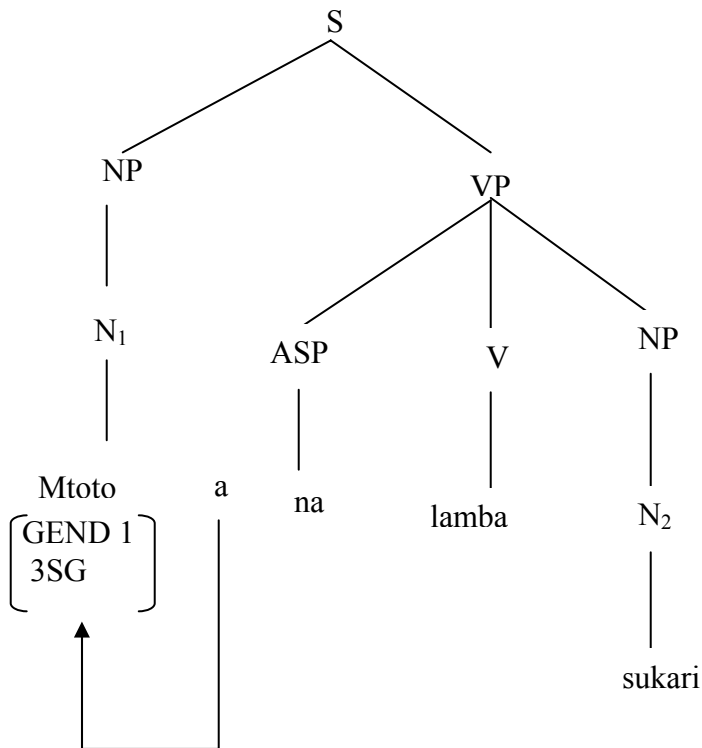 S
NP VP
N₁ ASP V NP
Mtoto a na lamba N₂
GEND 1
3SG
sukari